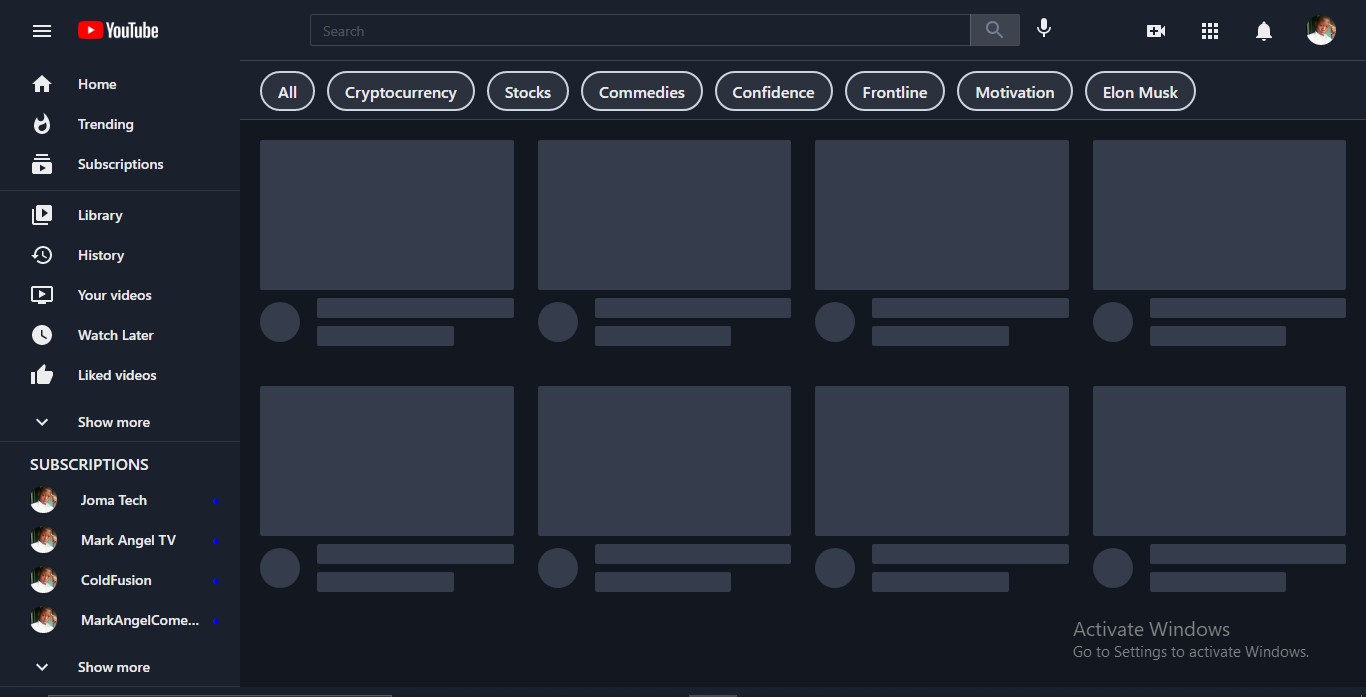 YouTube
Search
Home
Trending
Subscriptions
Library
History
Your videos
Watch Later
Liked videos
Show more
SUBSCRIPTIONS
Joma Tech
Mark Angel TV
ColdFusion
MarkAngelCome...
Show more
All
Cryptocurrency
Stocks
Commedies
Confidence
Frontline
Motivation
Elon Musk
Activate Windows
Go to Settings to activate Windows.